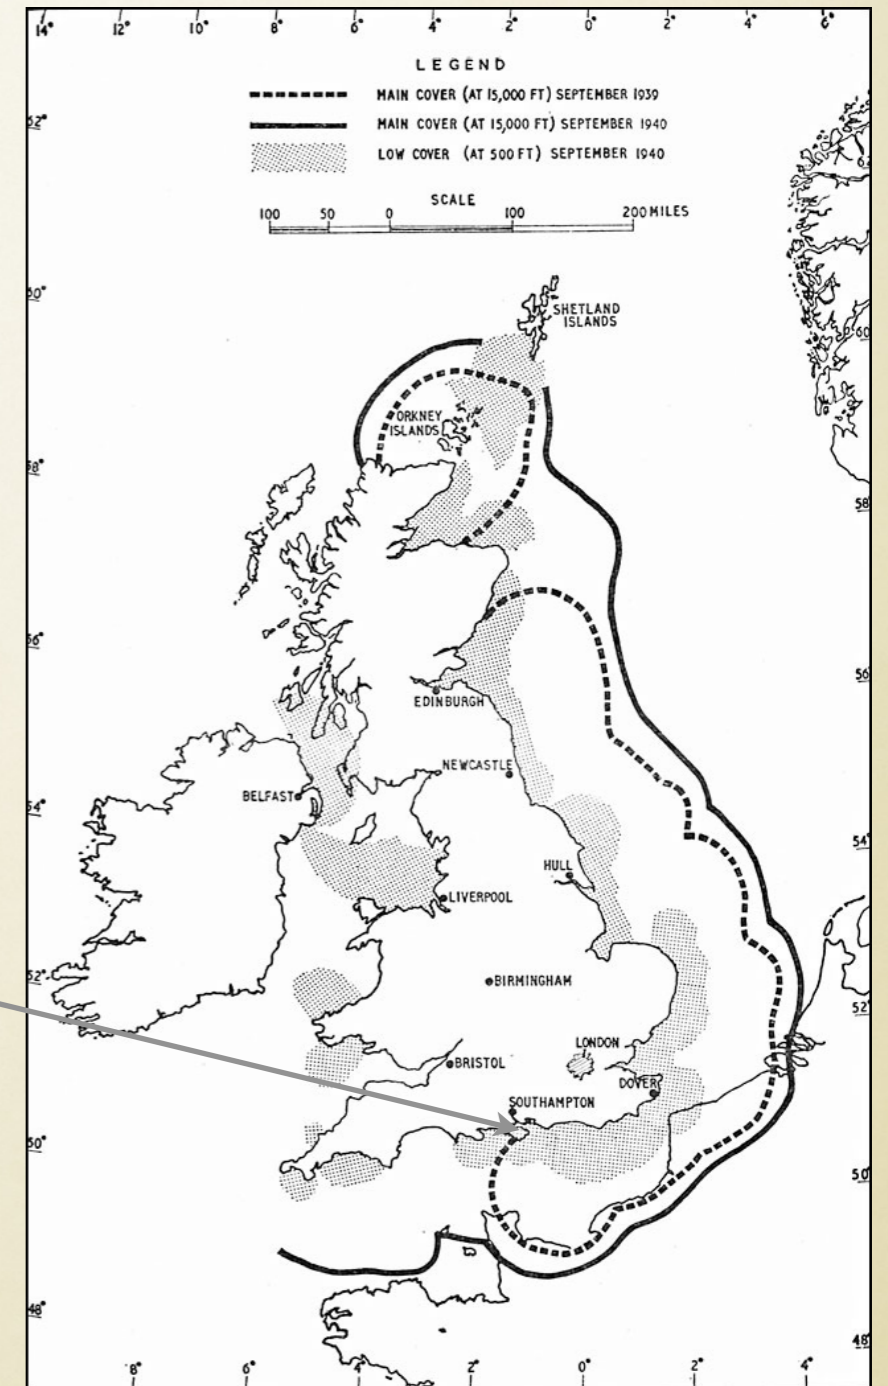 14° 12° 10° 8° 6° 4° 2° 0° 2° 4° 6°
LEGEND
MAIN COVER (AT 15,000 FT) SEPTEMBER 1939
MAIN COVER (AT 15,000 FT) SEPTEMBER 1940
LOW COVER (AT 500 FT) SEPTEMBER 1940
SCALE
100 50 0 100 200 MILES
62°
60°
SHETLAND
ISLANDS
60
ORKNEY
ISLANDS
58°
58°
56°
56°
EDINBURGH
NEWCASTLE
BELFAST
54°
54°
HULL
LIVERPOOL
52°
BIRMINGHAM
52°
LONDON
BRISTOL
DOVER
SOUTHAMPTON
50°
50°
48°
48°
8° 6° 4 2° 0° 2° 4°